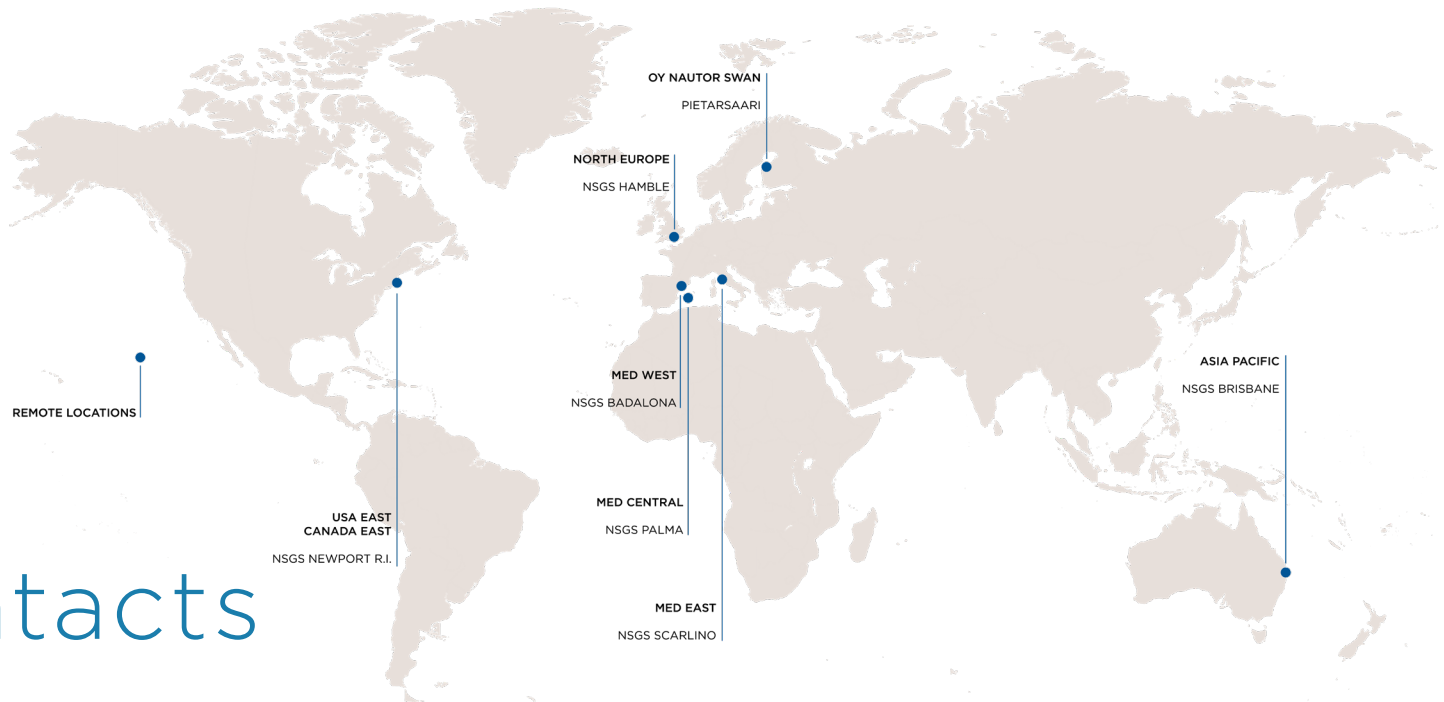 OY NAUTOR SWAN
PIETARSAARI
NORTH EUROPE
NSGS HAMBLE
MED WEST
NSGS BADALONA
ASIA PACIFIC
NSGS BRISBANE
REMOTE LOCATIONS
MED CENTRAL
NSGS PALMA
USA EAST
CANADA EAST
NSGS NEWPORT R.I.
MED EAST
NSGS SCARLINO
tacts